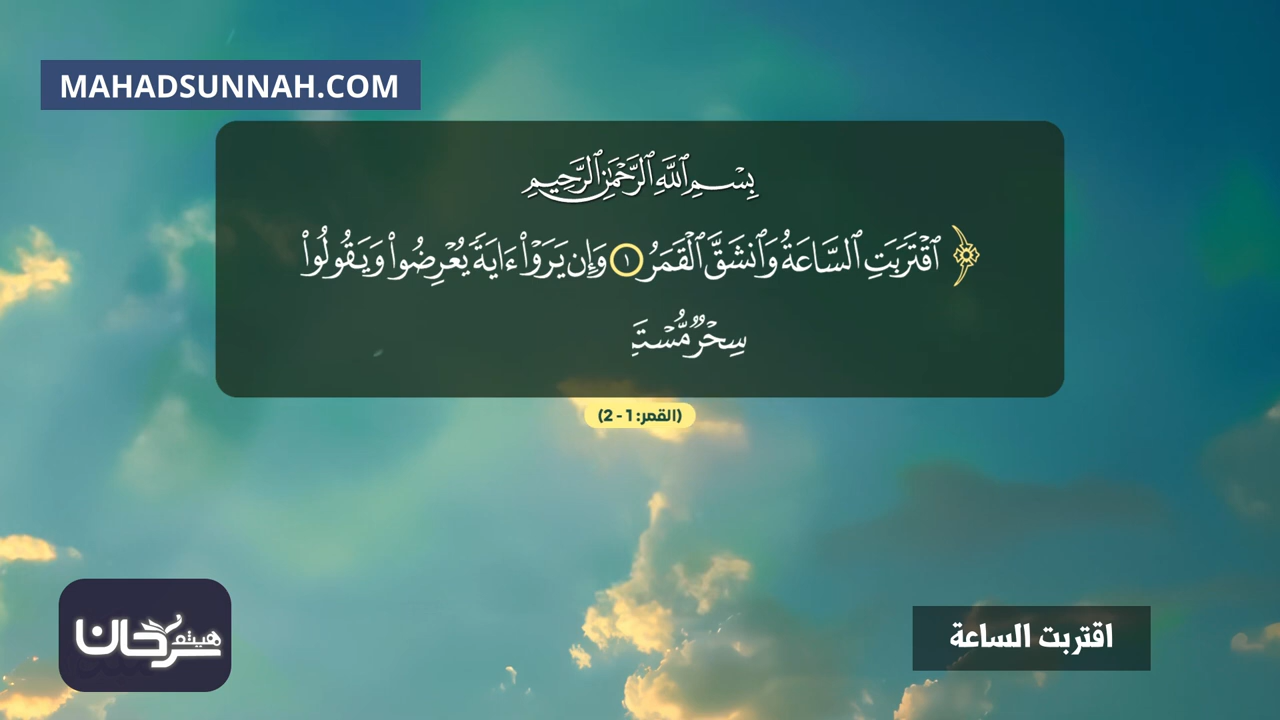 MAHADSUNNAH.COM
بِسْمِ ٱللَّهِ ٱلرَّحْمَٰنِ ٱلرَّحِيمِ
﴿ ٱقْتَرَبَتِ ٱلسَّاعَةُ وَٱنشَقَّ ٱلْقَمَرُ ١ وَإِن يَرَوْا۟ ءَايَةً يُعْرِضُوا۟ وَيَقُولُوا۟
سِحْرٌ مُّسْتَمِ
(القمر: 1 - 2)
هيثم سرحان
اقتربت الساعة